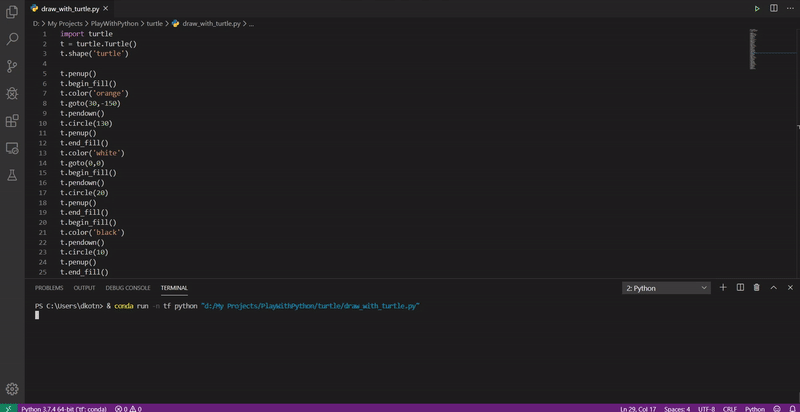 draw_with_turtle.py
D: > My Projects > PlayWithPython > turtle > draw_with_turtle.py > ...
1 import turtle
2 t = turtle.Turtle()
3 t.shape('turtle')
4
5 t.penup()
6 t.begin_fill()
7 t.color('orange')
8 t.goto(30,-150)
9 t.pendown()
10 t.circle(130)
11 t.penup()
12 t.end_fill()
13 t.color('white')
14 t.goto(0,0)
15 t.begin_fill()
16 t.pendown()
17 t.circle(20)
18 t.penup()
19 t.end_fill()
20 t.begin_fill()
21 t.color('black')
22 t.pendown()
23 t.circle(10)
24 t.penup()
25 t.end_fill()
PROBLEMS OUTPUT DEBUG CONSOLE TERMINAL 2: Python
PS C:\Users\dkotn> & conda run -n tf python "d:/My Projects/PlayWithPython/turtle/draw_with_turtle.py"
Python 3.7.4 64-bit ('tf': conda) 0 0 Ln 29, Col 17 Spaces: 4 UTF-8 CRLF Python